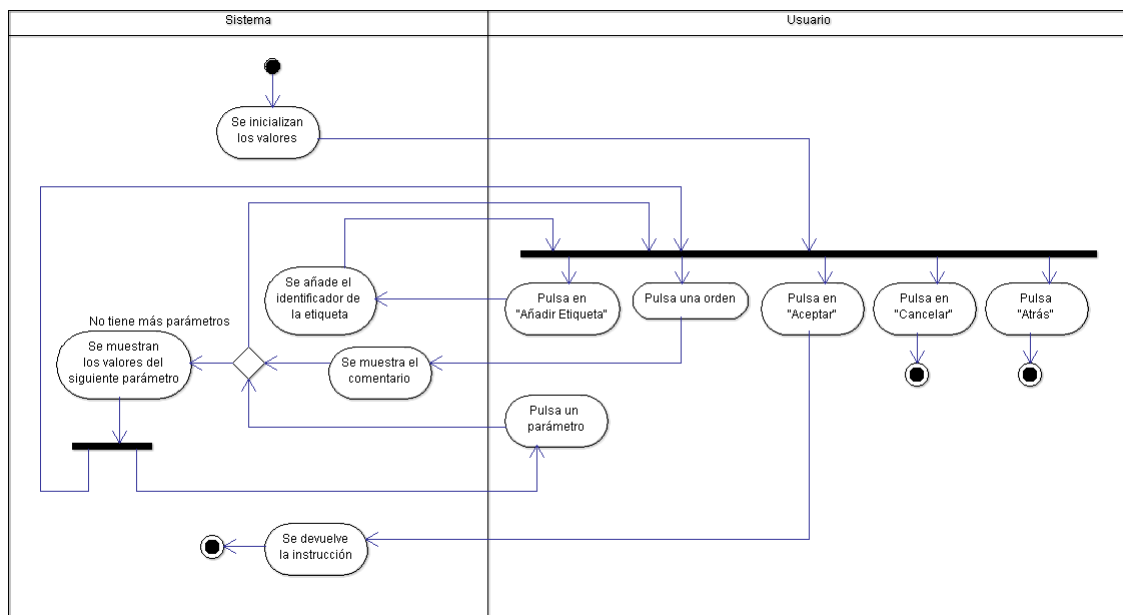 Sistema
Usuario
Se inicializan
los valores
Se añade el
identificador de
la etiqueta
Pulsa en
"Añadir Etiqueta"
Pulsa una orden
Pulsa en
"Aceptar"
Pulsa en
"Cancelar"
Pulsa
"Atrás"
No tiene más parámetros
Se muestran
los valores del
siguiente parámetro
Se muestra el
comentario
Pulsa un
parámetro
Se devuelve
la instrucción